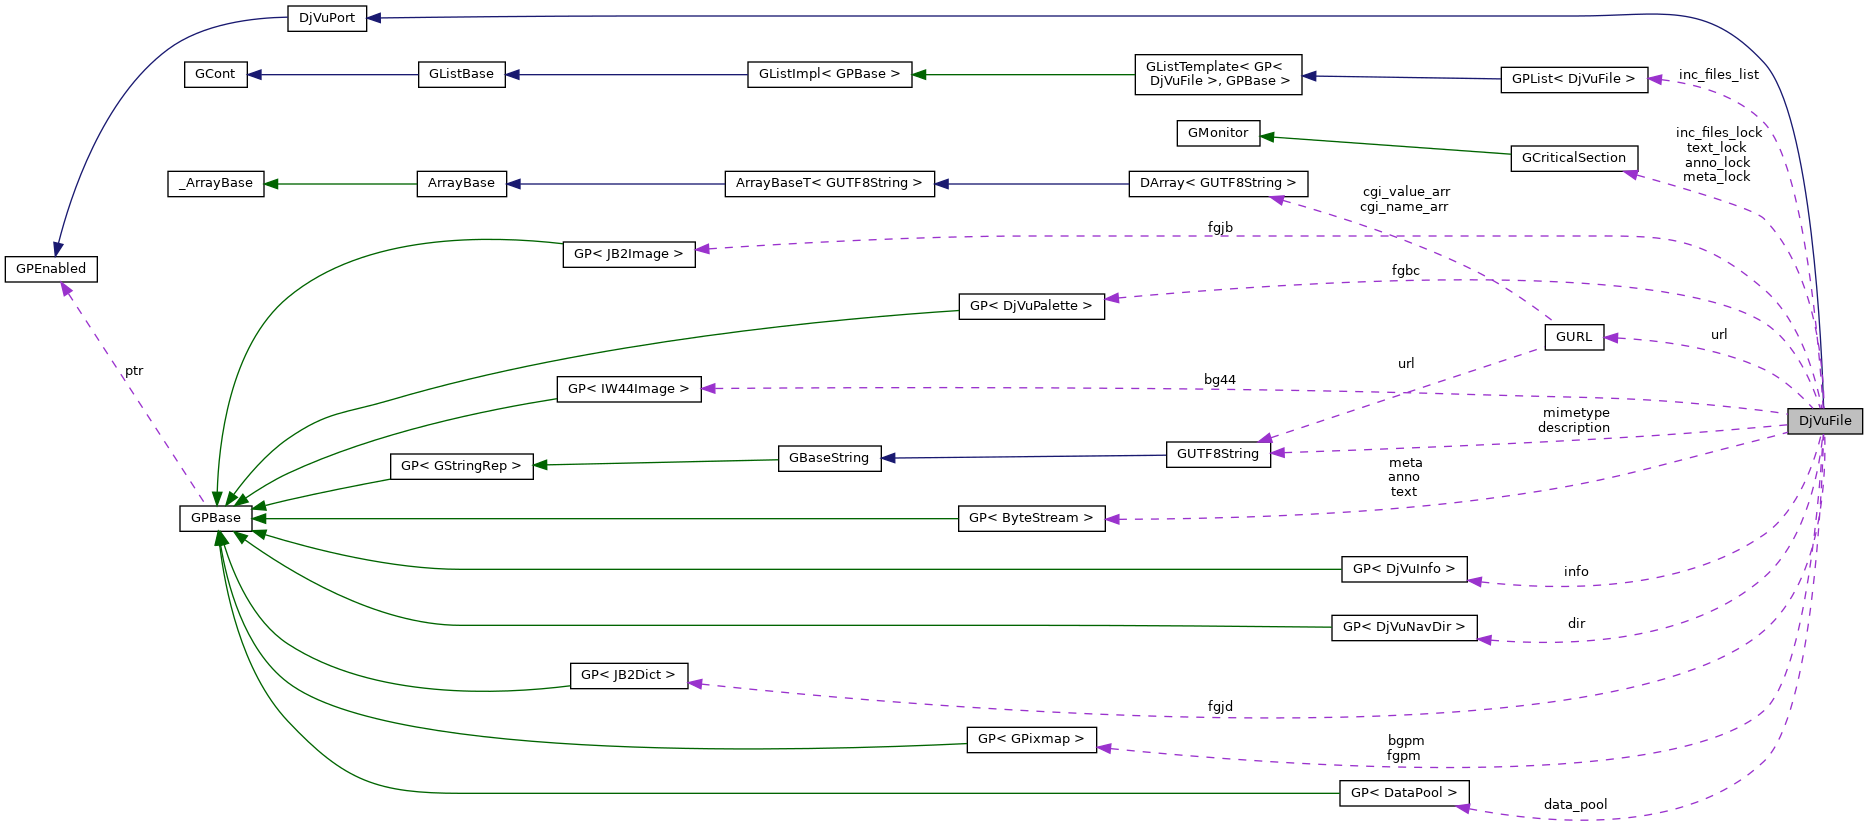 DjVuPort
GCont
GListBase
GListImpl< GPBase >
GListTemplate< GP<
DjVuFile >, GPBase >
GPList< DjVuFile >
inc_files_list
GMonitor
GCriticalSection
inc_files_lock
text_lock
anno_lock
meta_lock
_ArrayBase
ArrayBase
ArrayBaseT< GUTF8String >
DArray< GUTF8String >
cgi_value_arr
cgi_name_arr
fgjb
GP< JB2Image >
GPEnabled
fgbc
GP< DjVuPalette >
GURL
url
ptr
url
GP< IW44Image >
bg44
mimetype
description
DjVuFile
GP< GStringRep >
GBaseString
GUTF8String
meta
anno
text
GPBase
GP< ByteStream >
GP< DjVuInfo >
info
GP< DjVuNavDir >
dir
GP< JB2Dict >
fgjd
GP< GPixmap >
bgpm
fgpm
GP< DataPool >
data_pool